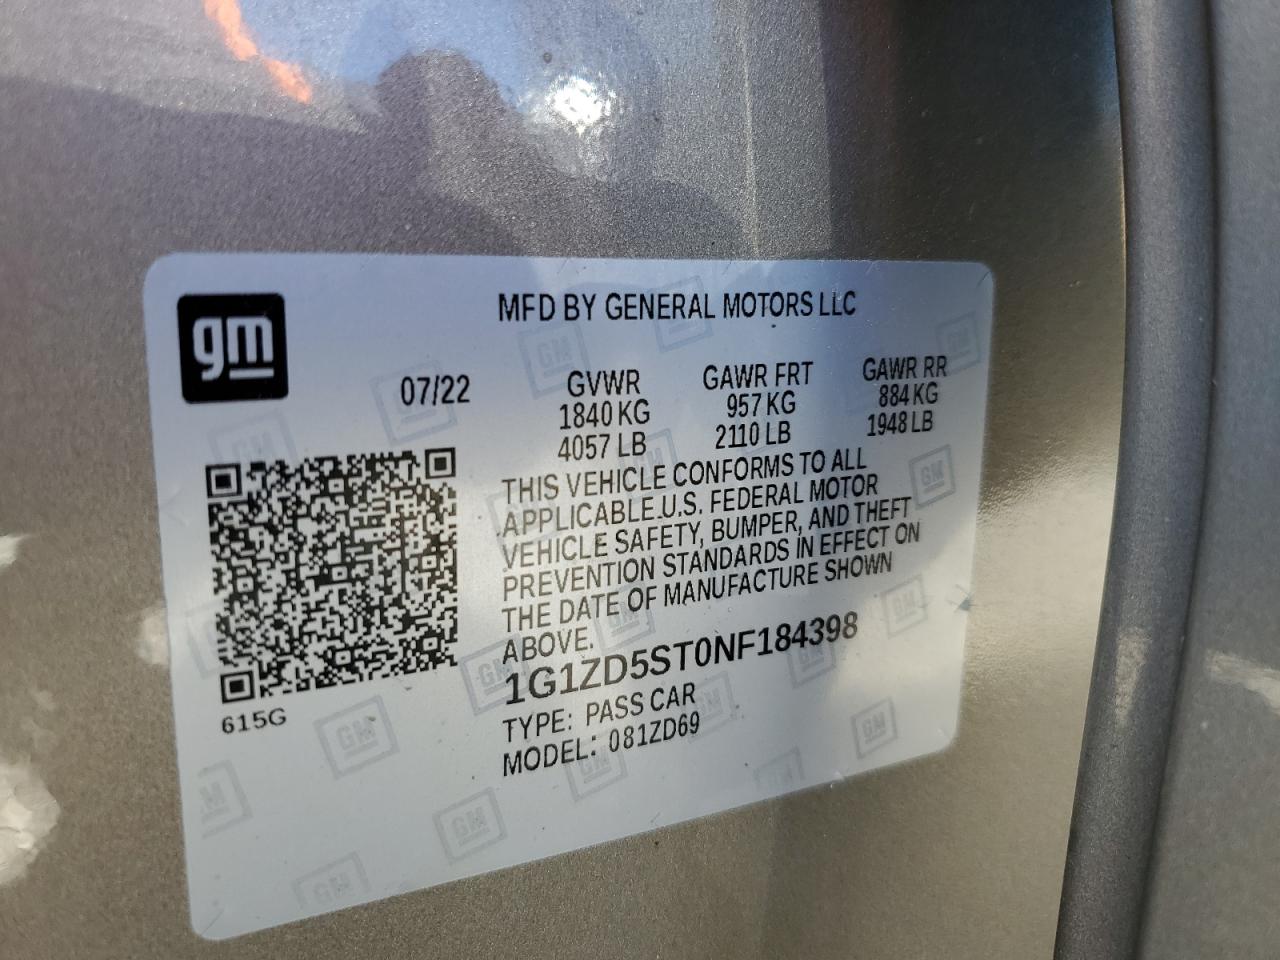 gm
MFD BY GENERAL MOTORS LLC
07/22
GVWR
1840 KG
4057 LB
GAWR FRT
957 KG
2110 LB
GAWR RR
884 KG
1948 LB
THIS VEHICLE CONFORMS TO ALL
APPLICABLE U.S. FEDERAL MOTOR
VEHICLE SAFETY, BUMPER, AND THEFT
PREVENTION STANDARDS IN EFFECT ON
THE DATE OF MANUFACTURE SHOWN
ABOVE.
1G1ZD5ST0NF184398
TYPE: PASS CAR
MODEL: 081ZD69
615G